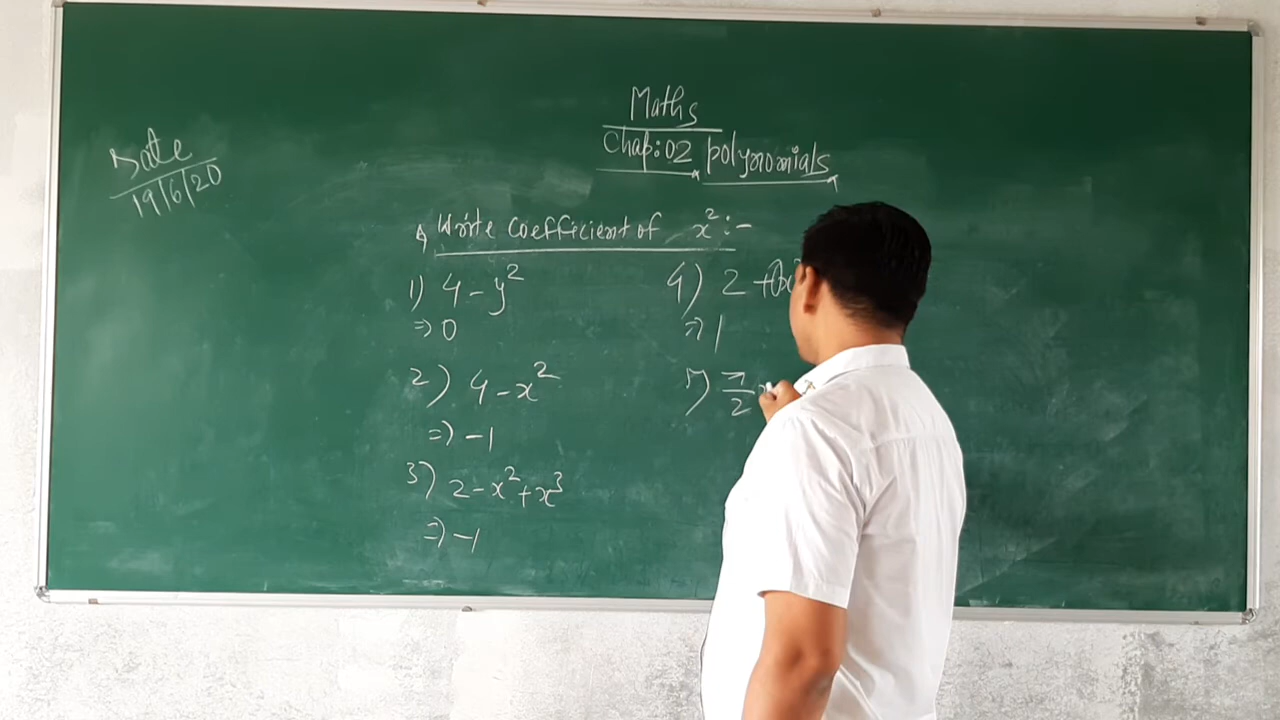 Maths
Chap:02 polynomials
Date
19/6/20
Write Coefficient of x² :-
1) 4 - y²
⇒ 0
2) 4 - x²
⇒ -1
3) 2 - x² + x³
⇒ -1
4) 2 +
⇒ 1
5) π/2